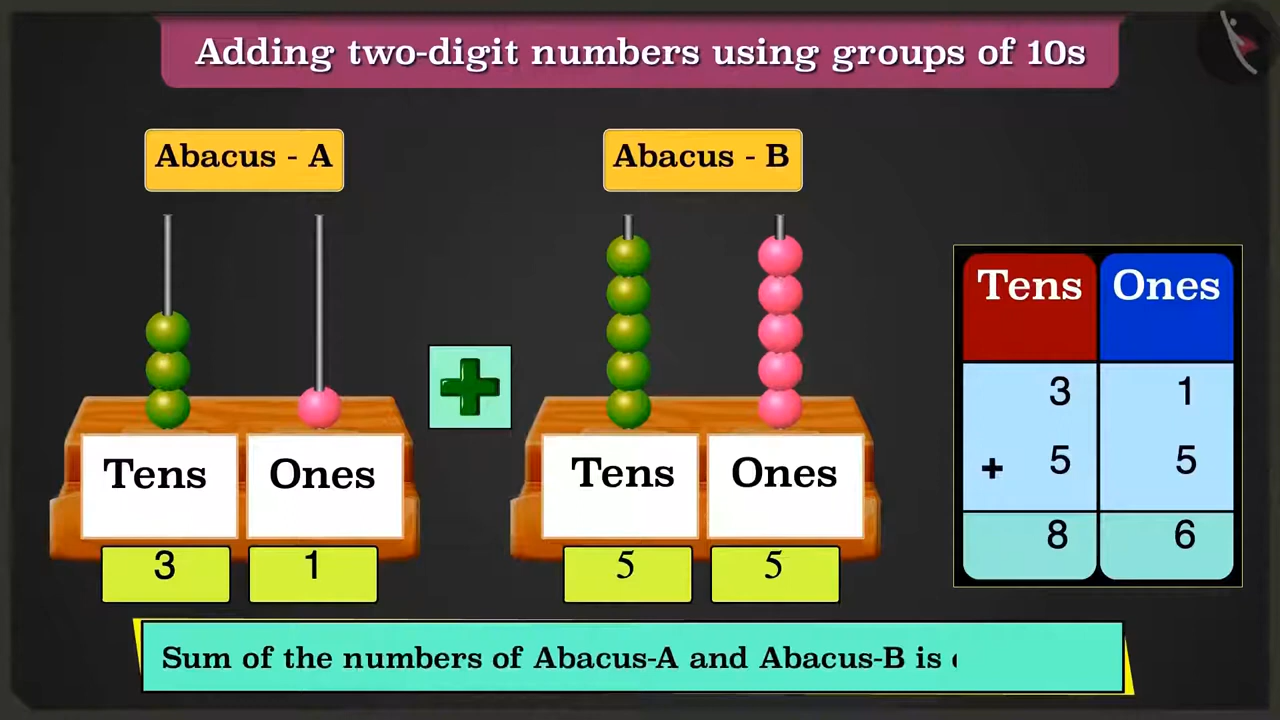 Adding two-digit numbers using groups of 10s
Abacus - A
Abacus - B
Tens Ones
3 1
+ 5 5
8 6
Tens Ones
Tens Ones
3 1
5 5
Sum of the numbers of Abacus-A and Abacus-B is